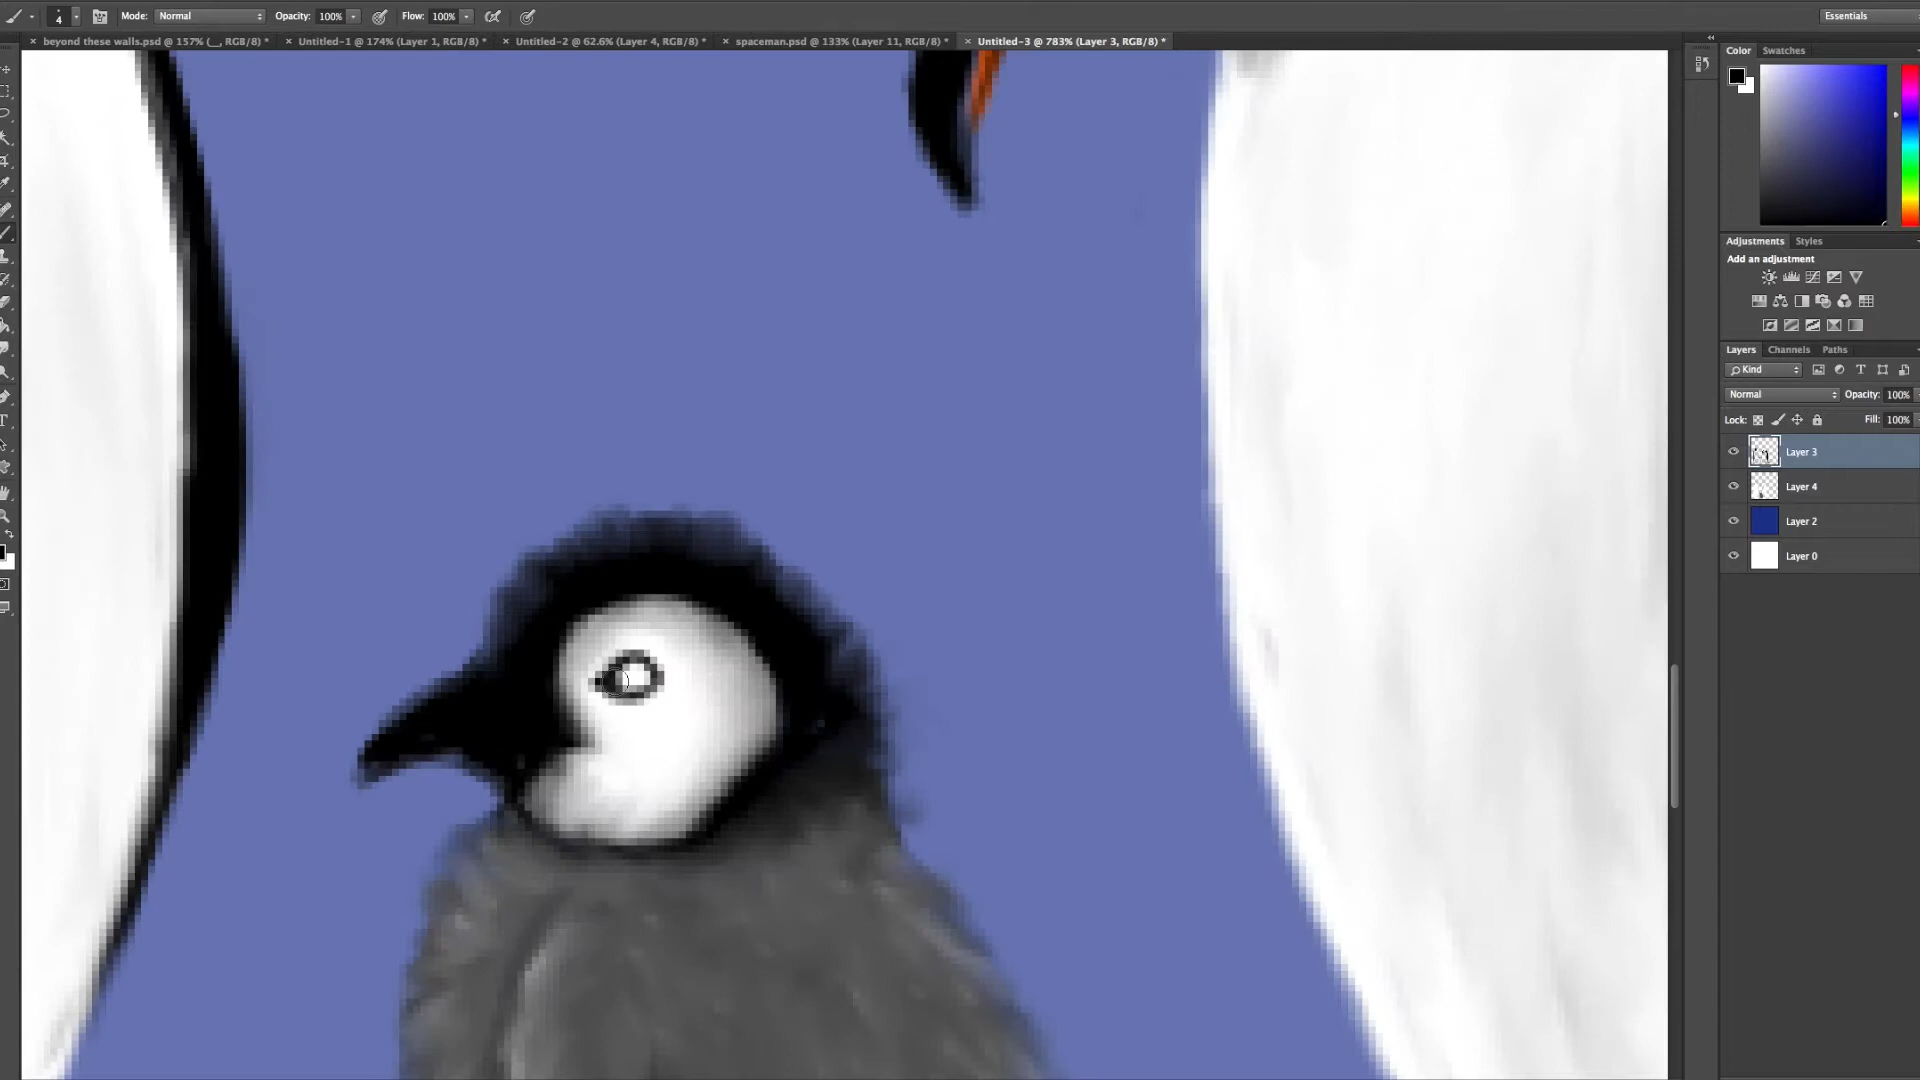 4 Mode: Normal Opacity: 100% Flow: 100% Essentials
beyond these walls.psd @ 157% (__, RGB/8) * Untitled-1 @ 174% (Layer 1, RGB/8) * Untitled-2 @ 62.6% (Layer 4, RGB/8) * spaceman.psd @ 133% (Layer 11, RGB/8) * Untitled-3 @ 783% (Layer 3, RGB/8) *
Color Swatches
Adjustments Styles
Add an adjustment
Layers Channels Paths
Kind
Normal Opacity: 100%
Lock: Fill: 100%
Layer 3
Layer 4
Layer 2
Layer 0